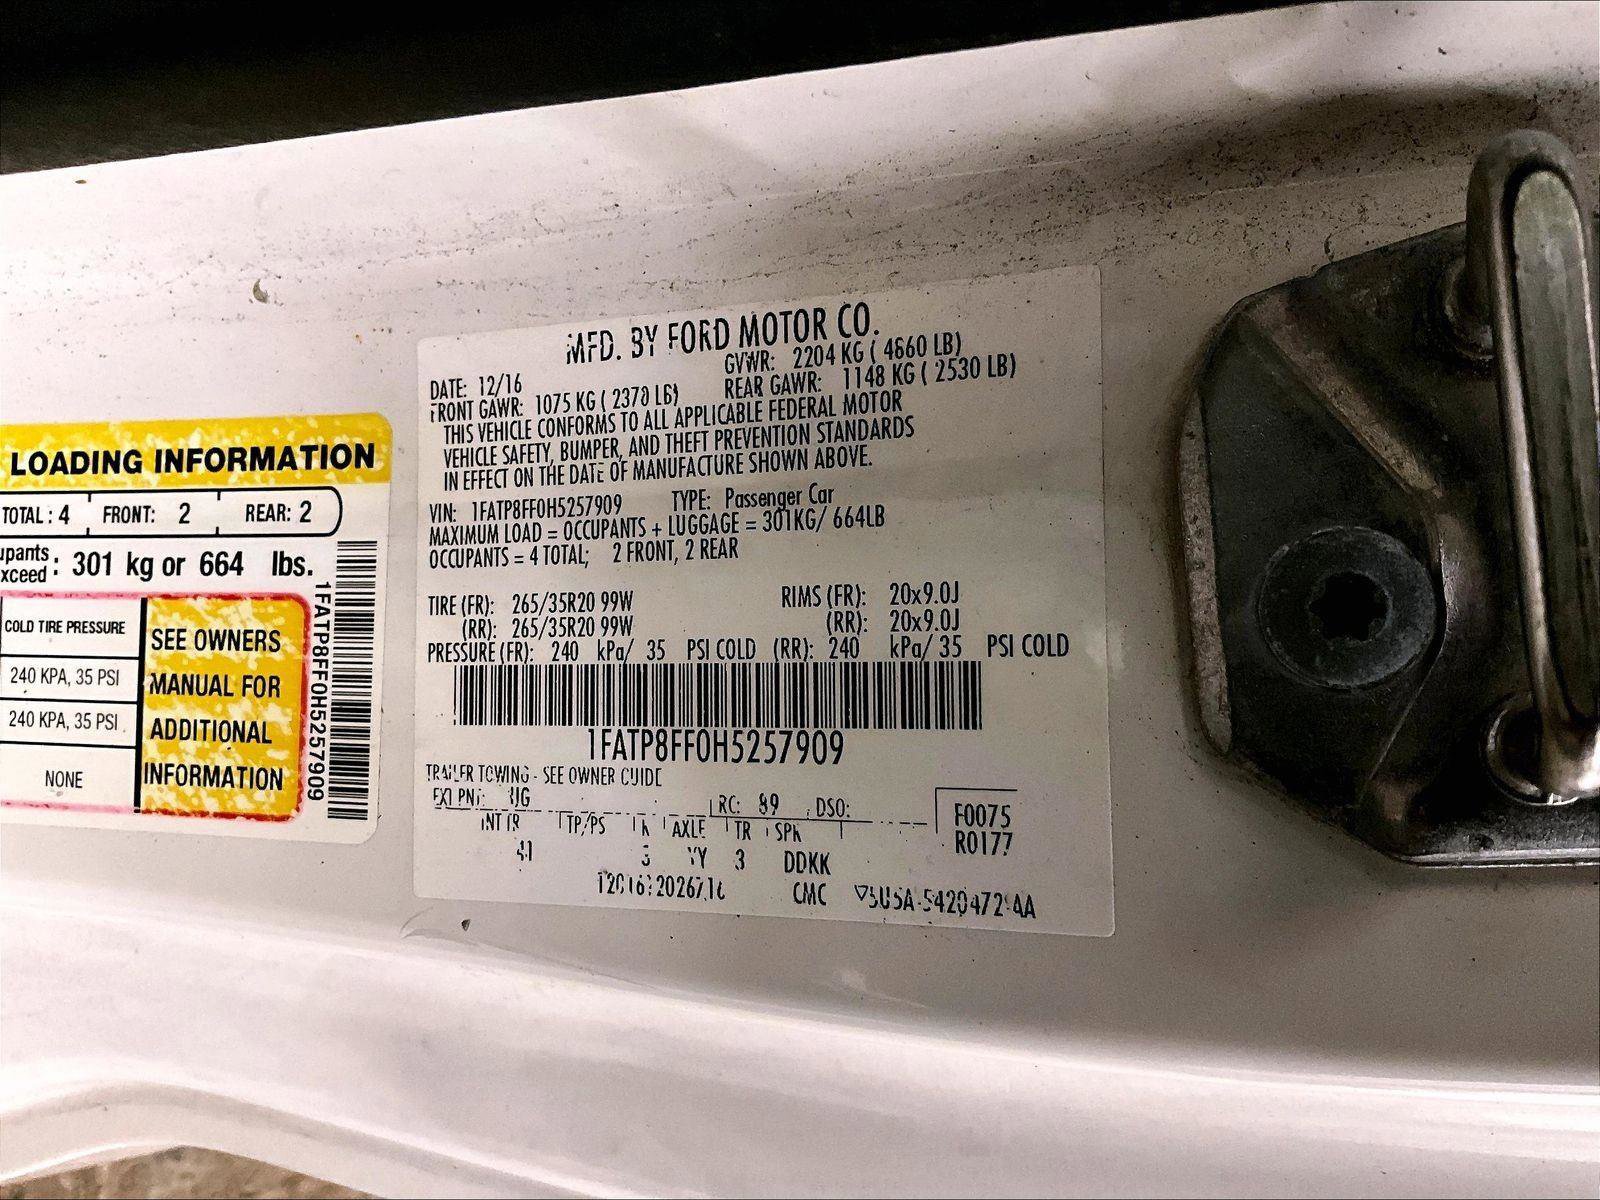 LOADING INFORMATION
TOTAL : 4 FRONT: 2 REAR: 2
301 kg or 664 lbs.
COLD TIRE PRESSURE
240 KPA, 35 PSI
240 KPA, 35 PSI
NONE
SEE OWNERS
MANUAL FOR
ADDITIONAL
INFORMATION
1FATP8FF0H5257909
MFD. BY FORD MOTOR CO.
DATE: 12/16 GVWR: 2204 KG ( 4860 LB)
FRONT GAWR: 1075 KG ( 2370 LB) REAR GAWR: 1148 KG ( 2530 LB)
THIS VEHICLE CONFORMS TO ALL APPLICABLE FEDERAL MOTOR
VEHICLE SAFETY, BUMPER, AND THEFT PREVENTION STANDARDS
IN EFFECT ON THE DATE OF MANUFACTURE SHOWN ABOVE.
VIN: 1FATP8FF0H5257909 TYPE: Passenger Car
MAXIMUM LOAD = OCCUPANTS + LUGGAGE = 301KG/ 664LB
OCCUPANTS = 4 TOTAL; 2 FRONT, 2 REAR
TIRE (FR): 265/35R20 99W RIMS (FR): 20x9.0J
(RR): 265/35R20 99W (RR): 20x9.0J
PRESSURE (FR): 240 kPa/ 35 PSI COLD (RR): 240 kPa/ 35 PSI COLD
1FATP8FF0H5257909
TRAILER TOWING - SEE OWNER GUIDE
EXT PNT: RC: 89 DSO: F0075
INT TR TP/PS R AXLE TR SPR R0177
3 DDKK
CMC